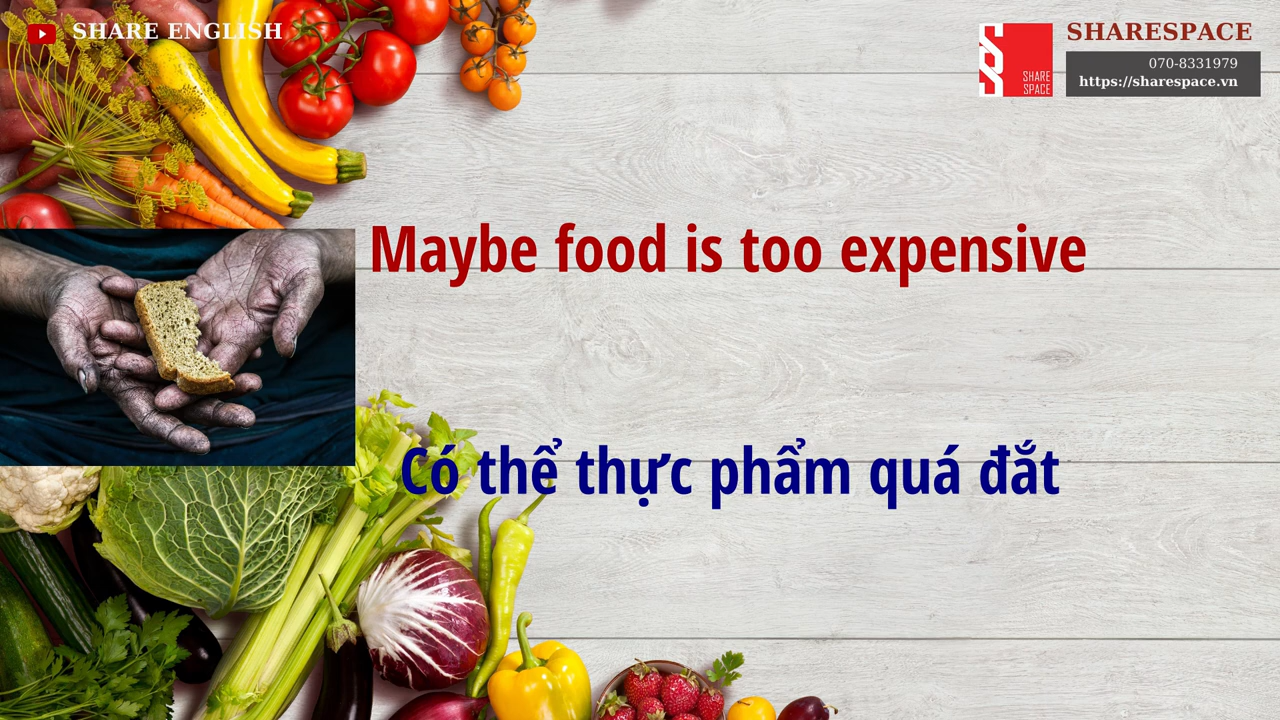 SHARE ENGLISH
SHARESPACE
070-8331979
https://sharespace.vn
SHARE
SPACE
Maybe food is too expensive
Có thể thực phẩm quá đắt